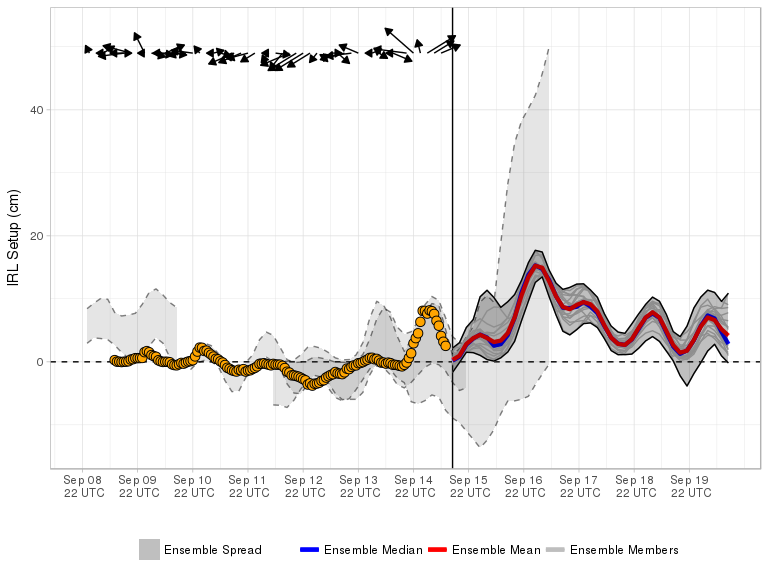 IRL Setup (cm)
40
20
0
Sep 08 Sep 09 Sep 10 Sep 11 Sep 12 Sep 13 Sep 14 Sep 15 Sep 16 Sep 17 Sep 18 Sep 19
22 UTC 22 UTC 22 UTC 22 UTC 22 UTC 22 UTC 22 UTC 22 UTC 22 UTC 22 UTC 22 UTC 22 UTC
Ensemble Spread Ensemble Median Ensemble Mean Ensemble Members